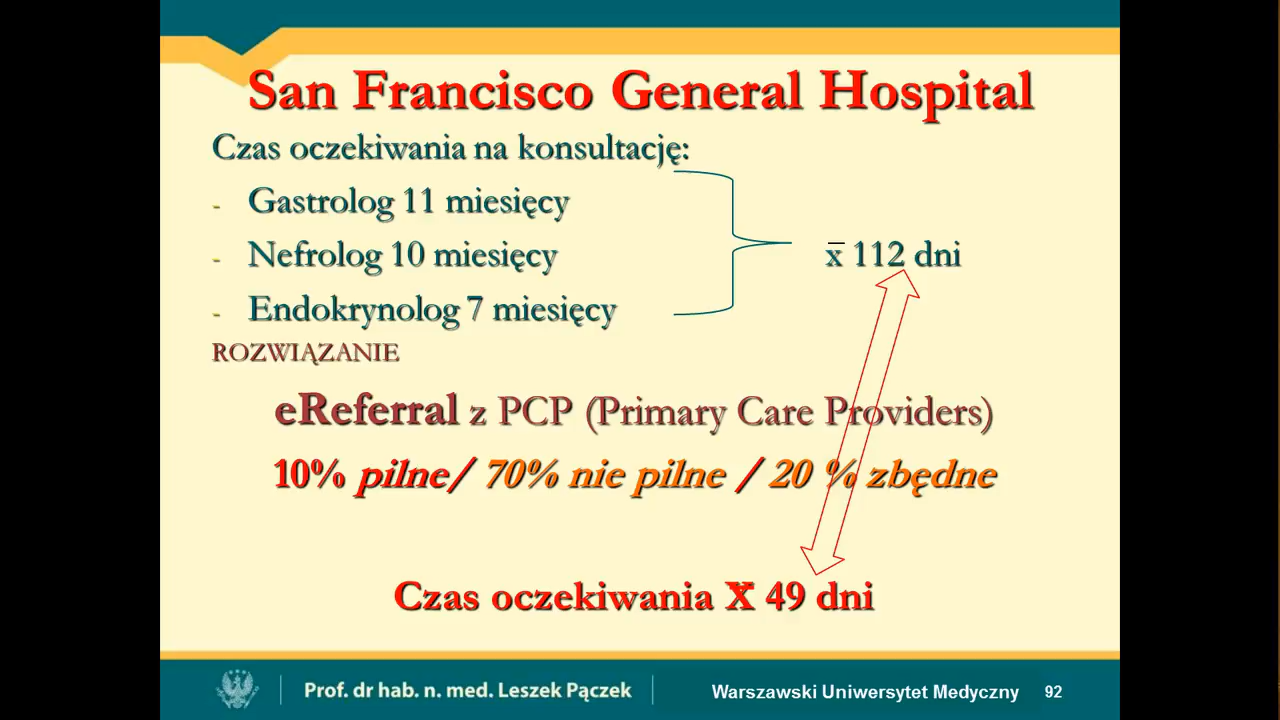 San Francisco General Hospital
Czas oczekiwania na konsultację:
- Gastrolog 11 miesięcy
- Nefrolog 10 miesięcy
x̅ 112 dni
- Endokrynolog 7 miesięcy
ROZWIĄZANIE
eReferral z PCP (Primary Care Providers)
10% pilne/ 70% nie pilne / 20 % zbędne
Czas oczekiwania X̅ 49 dni
Prof. dr hab. n. med. Leszek Pączek
Warszawski Uniwersytet Medyczny 92